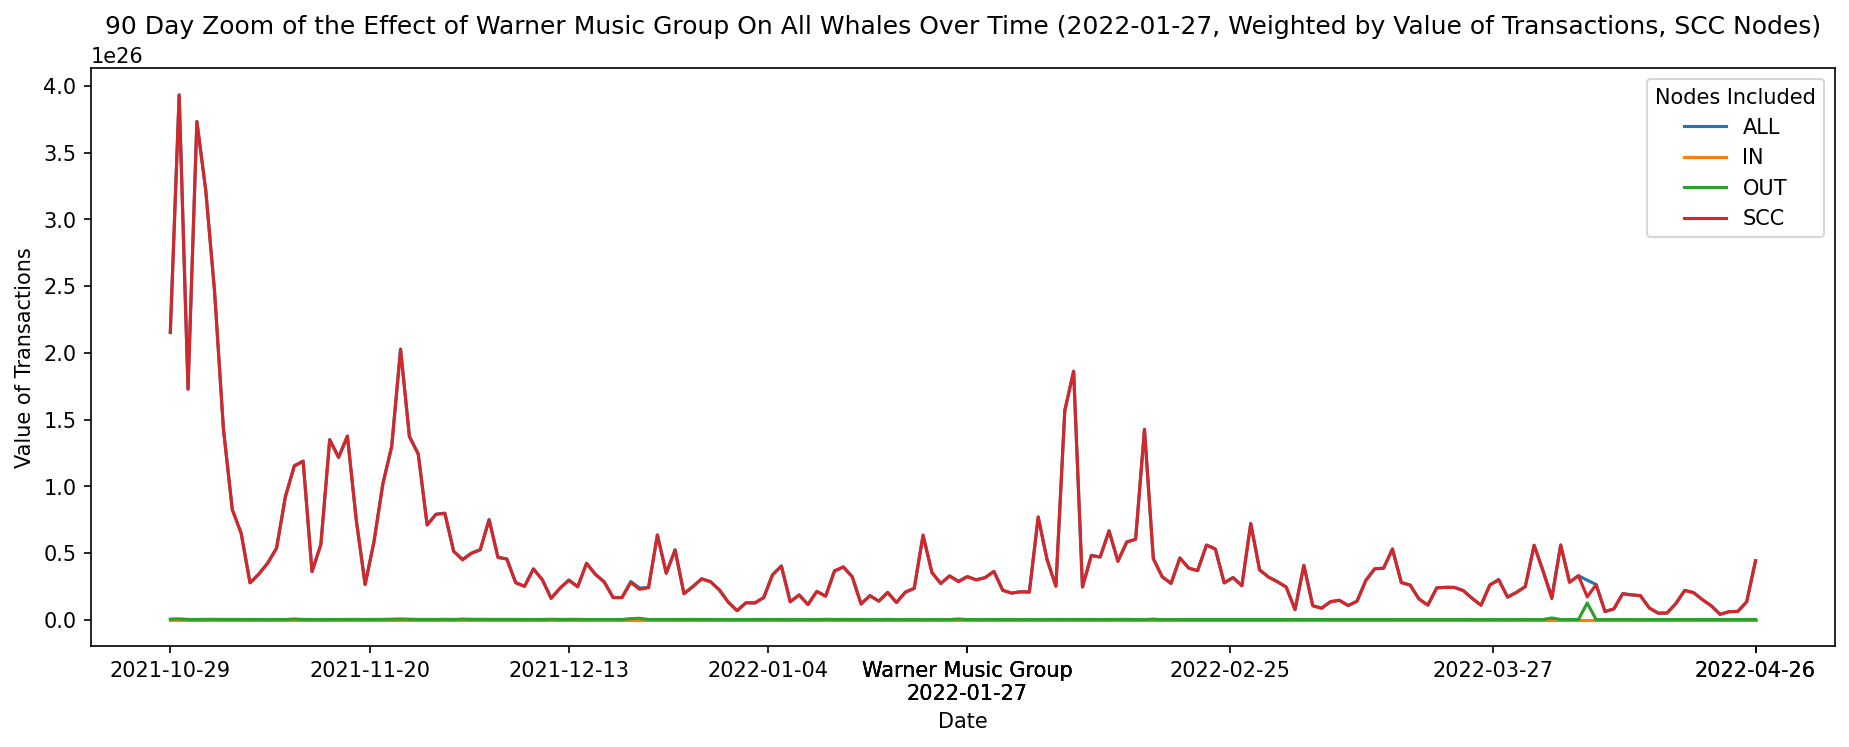 90 Day Zoom of the Effect of Warner Music Group On All Whales Over Time (2022-01-27, Weighted by Value of Transactions, SCC Nodes)
1e26
4.0
3.5
3.0
2.5
2.0
1.5
1.0
0.5
0.0
Value of Transactions
Nodes Included
ALL
IN
OUT
SCC
2021-10-29 2021-11-20 2021-12-13 2022-01-04 Warner Music Group 2022-02-25 2022-03-27 2022-04-26
2022-01-27
Date